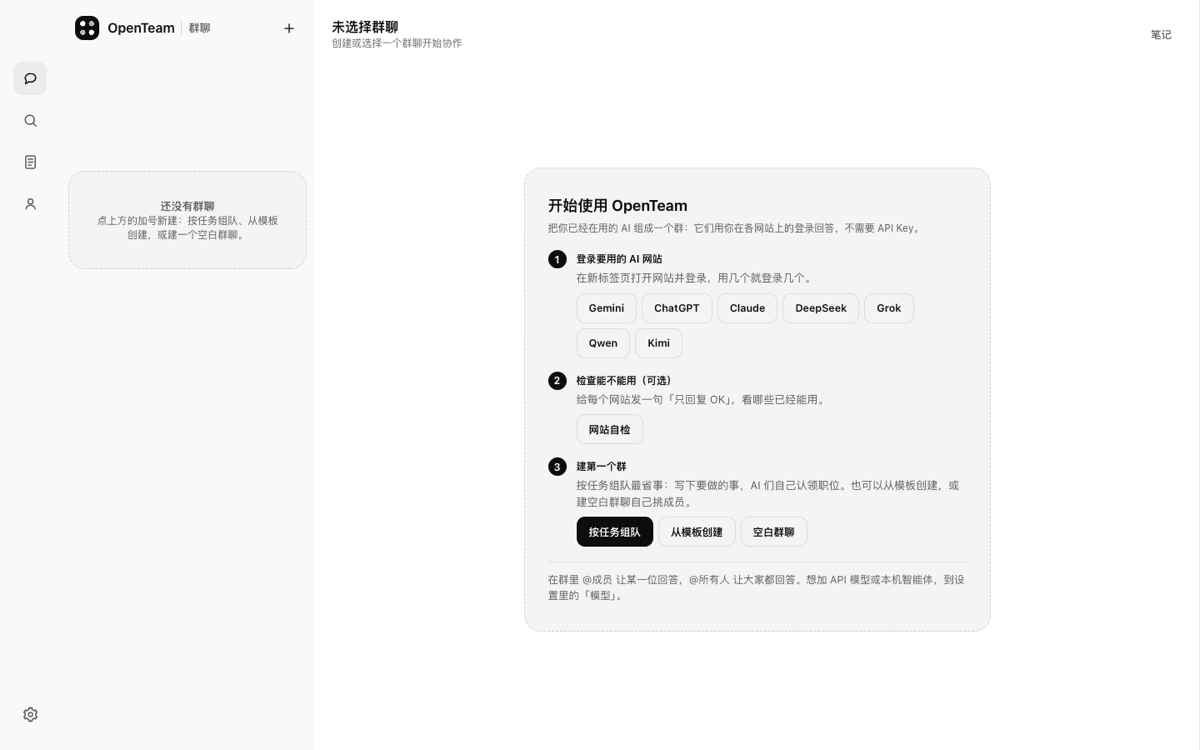 OpenTeam 群聊
还没有群聊
点上方的加号新建：按任务组队、从模板
创建，或建一个空白群聊。
未选择群聊
创建或选择一个群聊开始协作
笔记
开始使用 OpenTeam
把你已经在用的 AI 组成一个群：它们用你在各网站上的登录回答，不需要 API Key。
1 登录要用的 AI 网站
在新标签页打开网站并登录，用几个就登录几个。
Gemini ChatGPT Claude DeepSeek Grok
Qwen Kimi
2 检查能不能用（可选）
给每个网站发一句「只回复 OK」，看哪些已经能用。
网站自检
3 建第一个群
按任务组队最省事：写下要做的事，AI 们自己认领职位。也可以从模板创建，或
建空白群聊自己挑成员。
按任务组队 从模板创建 空白群聊
在群里 @成员 让某一位回答，@所有人 让大家都回答。想加 API 模型或本机智能体，到设
置里的「模型」。